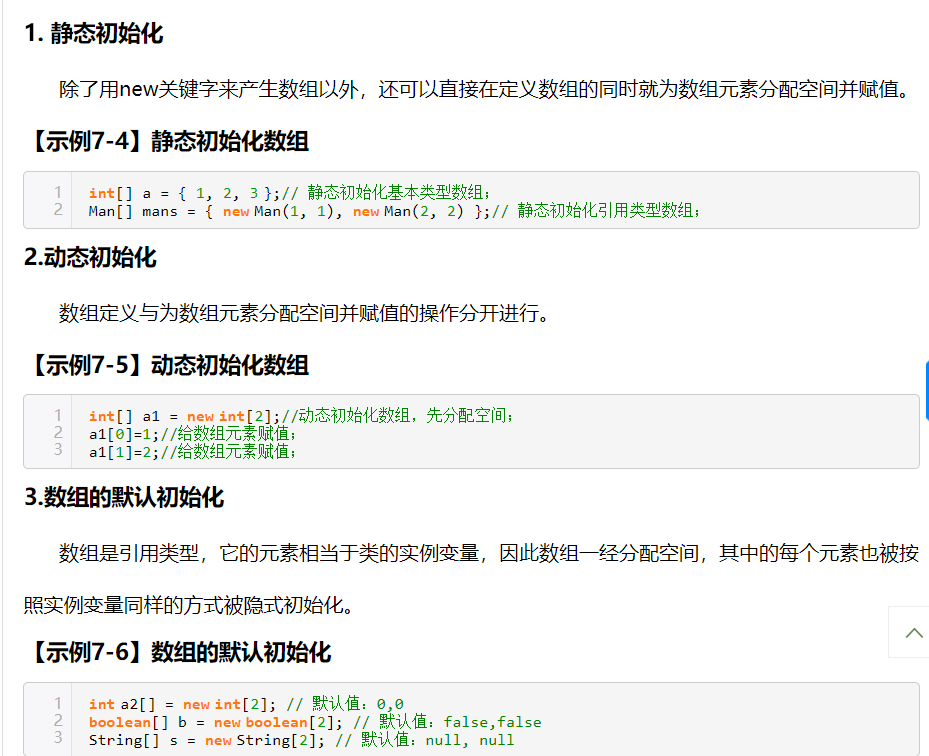 1. 静态初始化
除了用new关键字来产生数组以外，还可以直接在定义数组的同时就为数组元素分配空间并赋值。
【示例7-4】静态初始化数组
1 int[] a = { 1, 2, 3 };// 静态初始化基本类型数组;
2 Man[] mans = { new Man(1, 1), new Man(2, 2) };// 静态初始化引用类型数组;
2.动态初始化
数组定义与为数组元素分配空间并赋值的操作分开进行。
【示例7-5】动态初始化数组
1 int[] a1 = new int[2];//动态初始化数组，先分配空间;
2 a1[0]=1;//给数组元素赋值;
3 a1[1]=2;//给数组元素赋值;
3.数组的默认初始化
数组是引用类型，它的元素相当于类的实例变量，因此数组一经分配空间，其中的每个元素也被按
照实例变量同样的方式被隐式初始化。
【示例7-6】数组的默认初始化
1 int a2[] = new int[2]; // 默认值：0,0
2 boolean[] b = new boolean[2]; // 默认值：false,false
3 String[] s = new String[2]; // 默认值：null, null